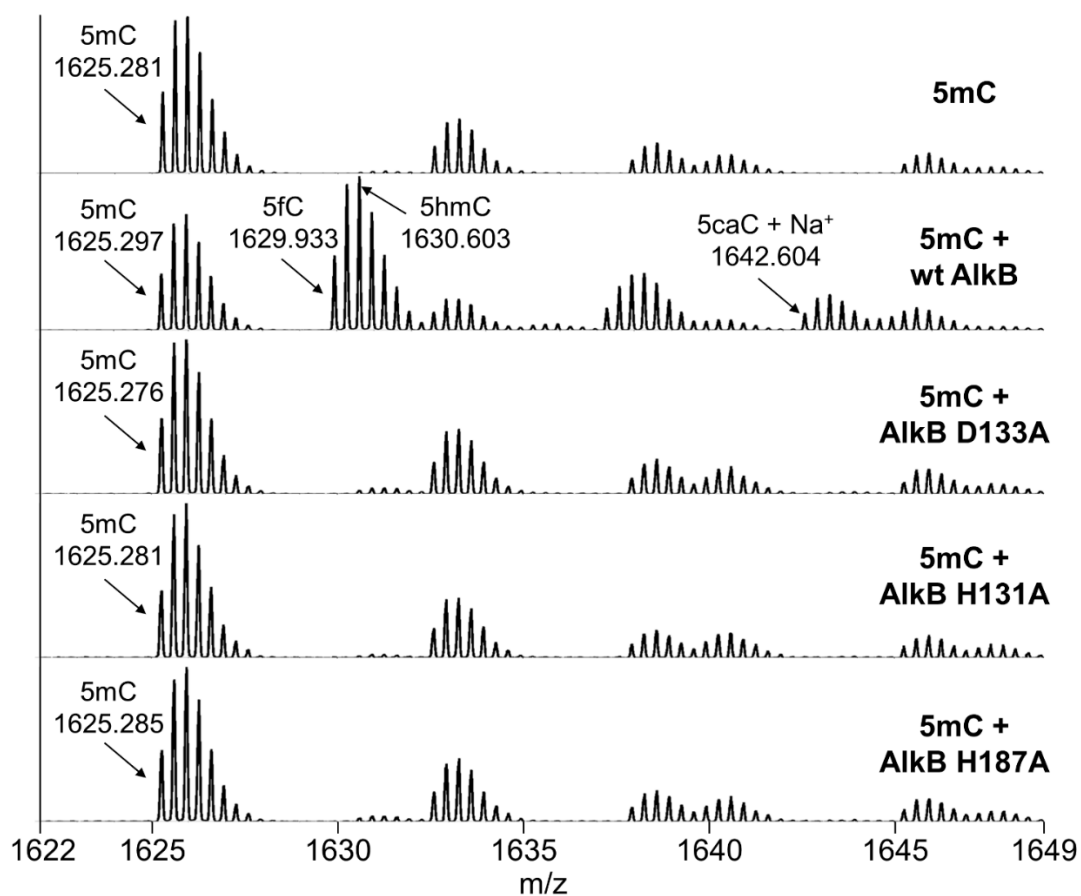 5mC
1625.281
5mC
5mC
1625.297
5fC
1629.933
5hmC
1630.603
5caC + Na⁺
1642.604
5mC +
wt AlkB
5mC
1625.276
5mC +
AlkB D133A
5mC
1625.281
5mC +
AlkB H131A
5mC
1625.285
5mC +
AlkB H187A
1622 1625 1630 1635 1640 1645 1649
m/z